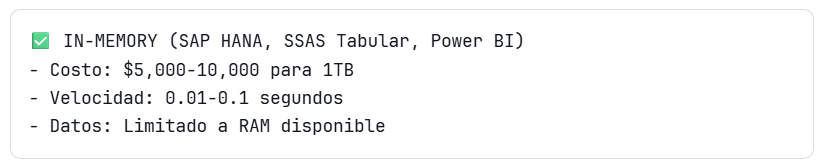 ✅ IN-MEMORY (SAP HANA, SSAS Tabular, Power BI)
- Costo: $5,000-10,000 para 1TB
- Velocidad: 0.01-0.1 segundos
- Datos: Limitado a RAM disponible